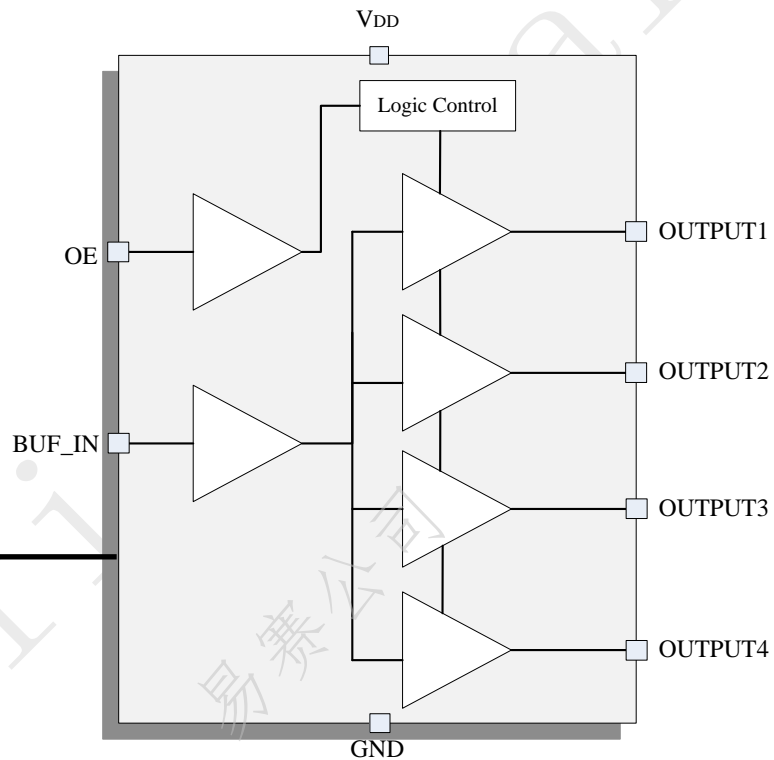 VDD
Logic Control
OE
OUTPUT1
OUTPUT2
BUF_IN
OUTPUT3
OUTPUT4
GND
易赛公司